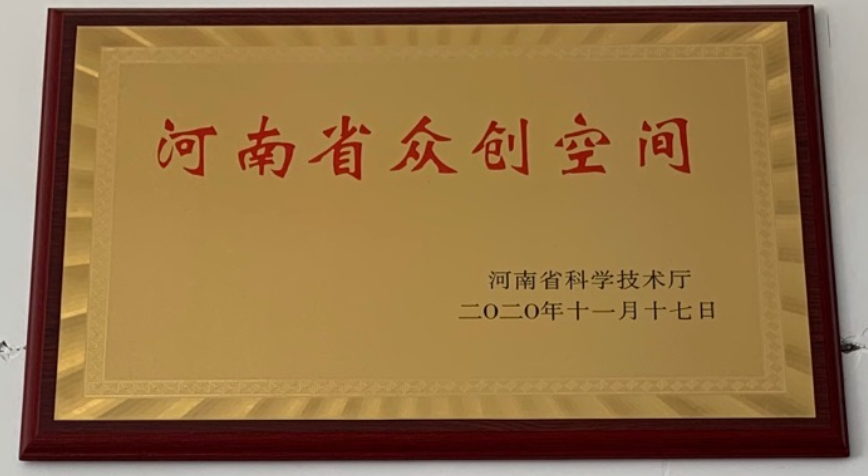 河南省众创空间
河南省科学技术厅
二〇二〇年十一月十七日